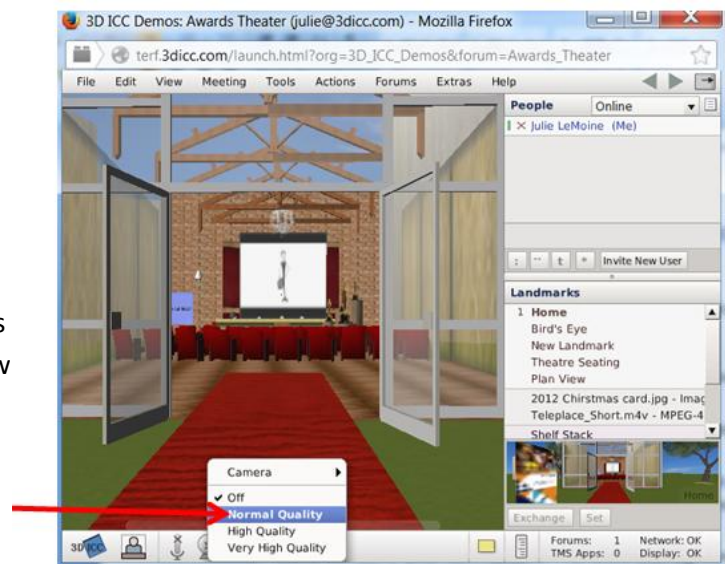 3D ICC Demos: Awards Theater (julie@3dicc.com) - Mozilla Firefox
terf.3dicc.com/launch.html?org=3D_ICC_Demos&forum=Awards_Theater
File Edit View Meeting Tools Actions Forums Extras Help
People Online
Julie LeMoine (Me)
: t * Invite New User
Landmarks
1 Home
Bird's Eye
New Landmark
Theatre Seating
Plan View
2012 Chirstmas card.jpg - Imag
Teleplace_Short.m4v - MPEG-4
Shelf Stack
Home
Exchange Set
s
w
Camera
Off
Normal Quality
High Quality
Very High Quality
3D ICC
Forums: 1 Network: OK
TMS Apps: 0 Display: OK